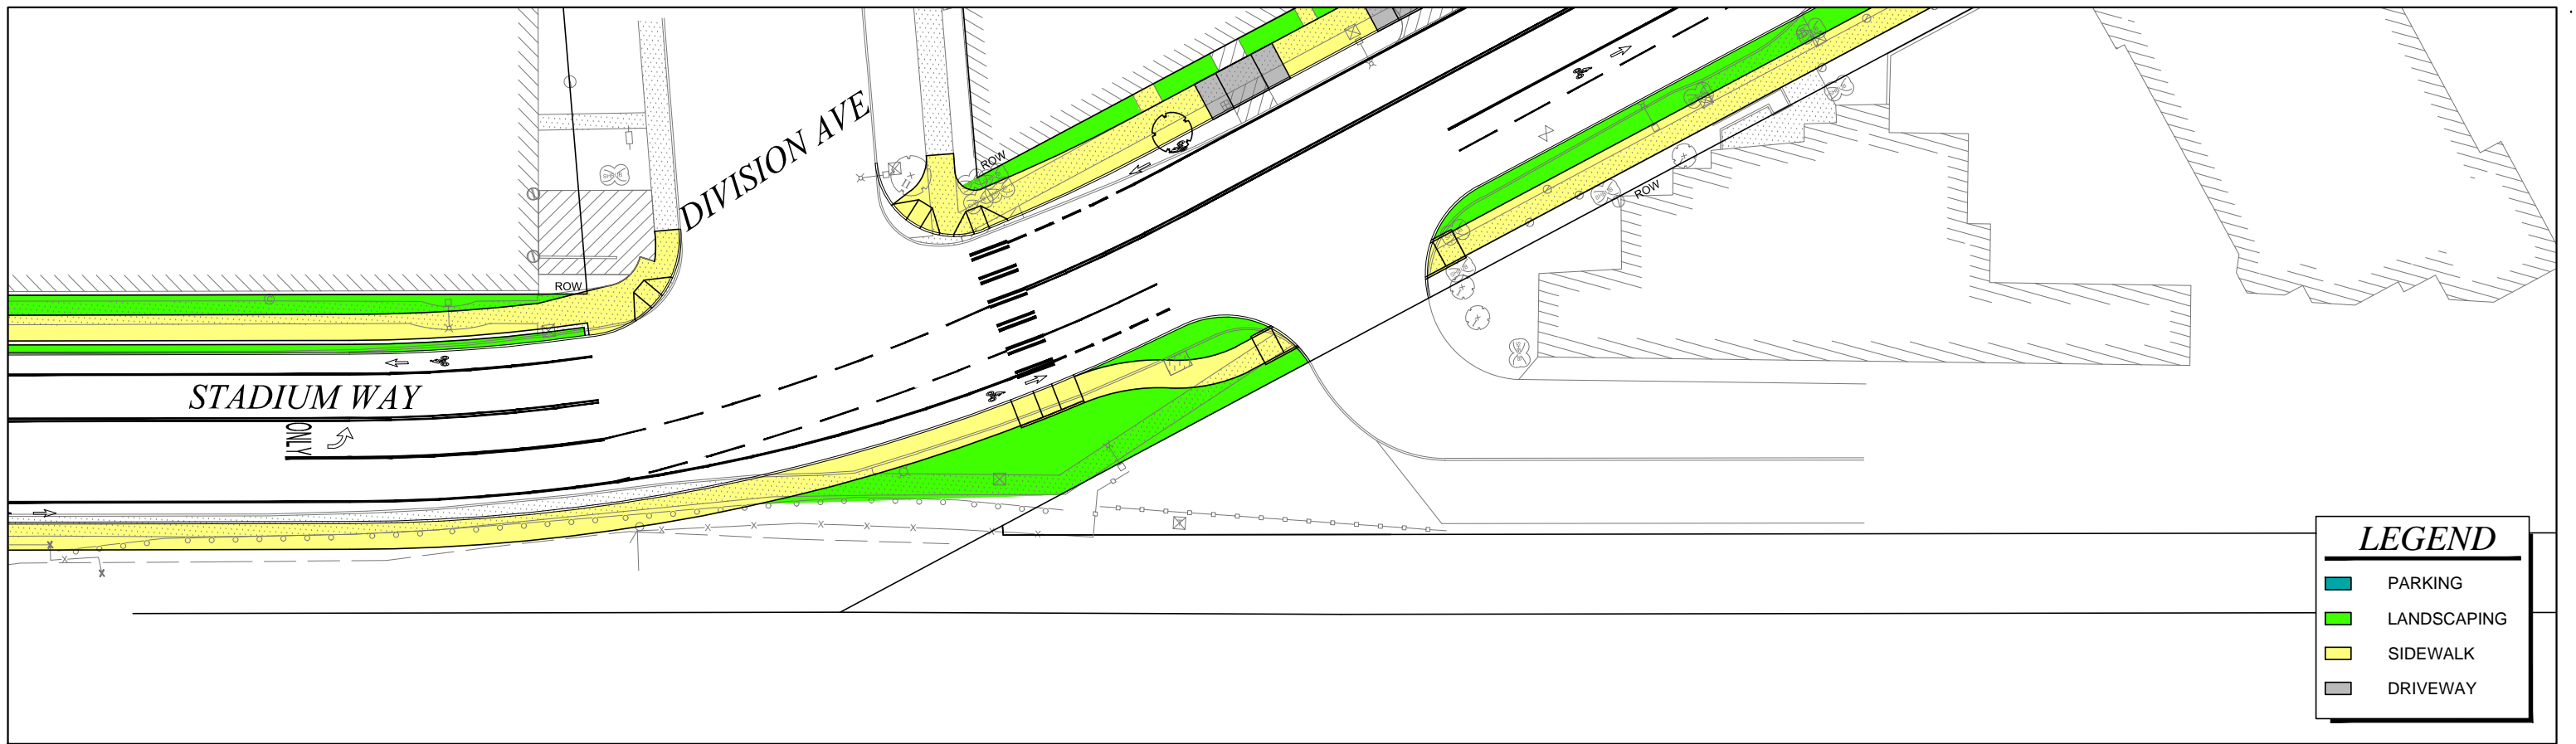 DIVISION AVE
ROW
ROW
ROW
STADIUM WAY
ONLY
LEGEND
PARKING
LANDSCAPING
SIDEWALK
DRIVEWAY